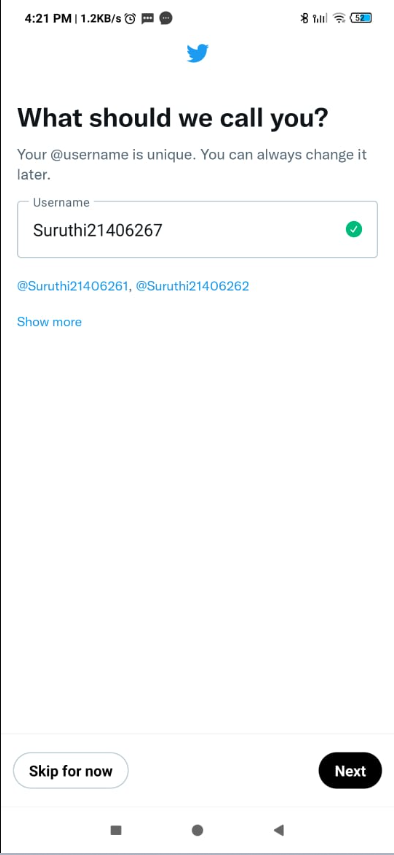 4:21 PM | 1.2KB/s
52
What should we call you?
Your @username is unique. You can always change it
later.
Username
Suruthi21406267
@Suruthi21406261, @Suruthi21406262
Show more
Skip for now
Next